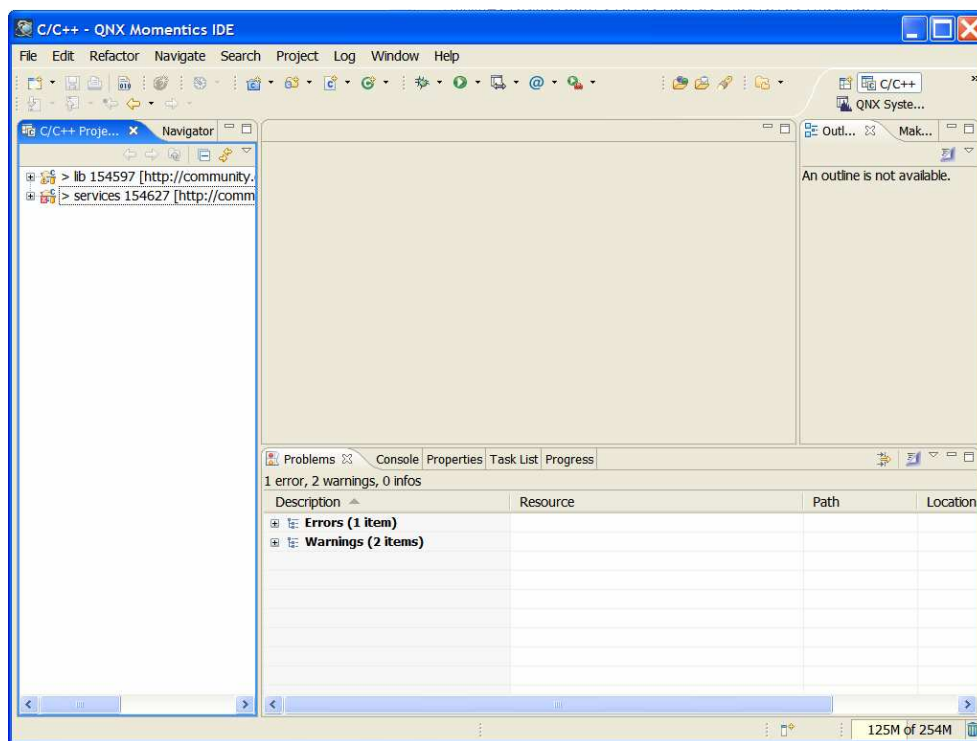 C/C++ - QNX Momentics IDE
File Edit Refactor Navigate Search Project Log Window Help
C/C++
QNX Syste...
C/C++ Proje... Navigator
Outl... Mak...
> lib 154597 [http://community.
> services 154627 [http://comm
An outline is not available.
Problems Console Properties Task List Progress
1 error, 2 warnings, 0 infos
Description Resource Path Location
Errors (1 item)
Warnings (2 items)
125M of 254M